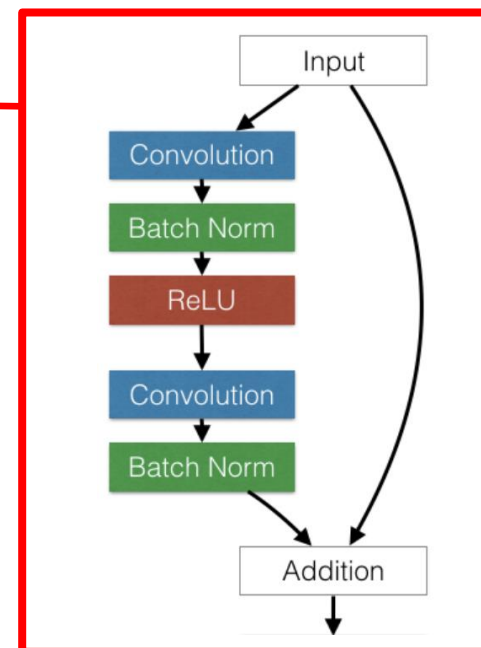 Input
Convolution
Batch Norm
ReLU
Convolution
Batch Norm
Addition